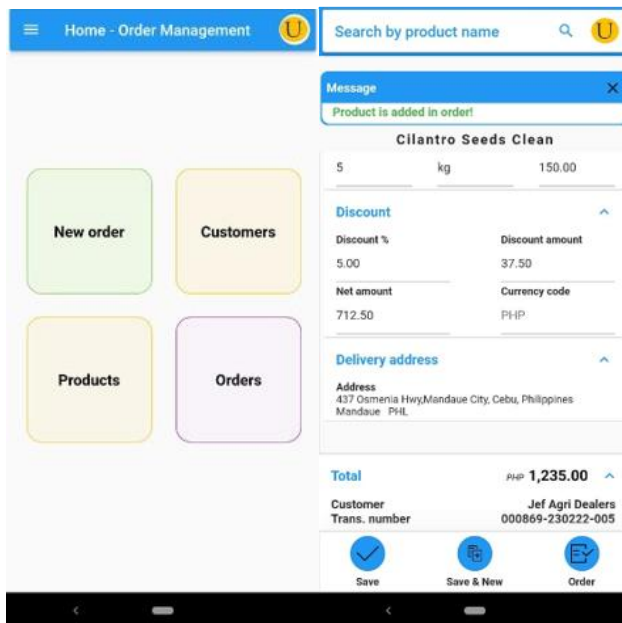 Home - Order Management
U
New order
Customers
Products
Orders
Search by product name
U
Message
Product is added in order!
Cilantro Seeds Clean
5 kg 150.00
Discount
Discount % Discount amount
5.00 37.50
Net amount Currency code
712.50 PHP
Delivery address
Address
437 Osmenia Hwy,Mandaue City, Cebu, Philippines
Mandaue PHL
Total PHP 1,235.00
Customer Jef Agri Dealers
Trans. number 000869-230222-005
Save Save & New Order